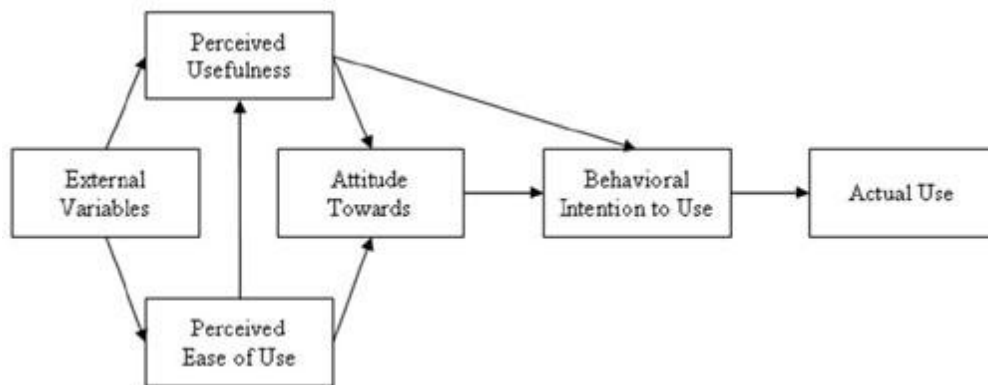 Perceived
Usefulness
External
Variables
Attitude
Towards
Behavioral
Intention to Use
Actual Use
Perceived
Ease of Use